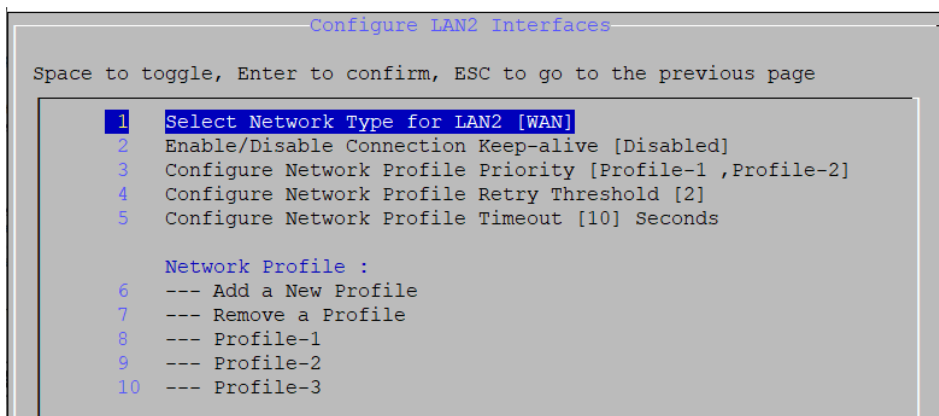 Configure LAN2 Interfaces
Space to toggle, Enter to confirm, ESC to go to the previous page
1 Select Network Type for LAN2 [WAN]
2 Enable/Disable Connection Keep-alive [Disabled]
3 Configure Network Profile Priority [Profile-1 ,Profile-2]
4 Configure Network Profile Retry Threshold [2]
5 Configure Network Profile Timeout [10] Seconds
Network Profile :
6 --- Add a New Profile
7 --- Remove a Profile
8 --- Profile-1
9 --- Profile-2
10 --- Profile-3